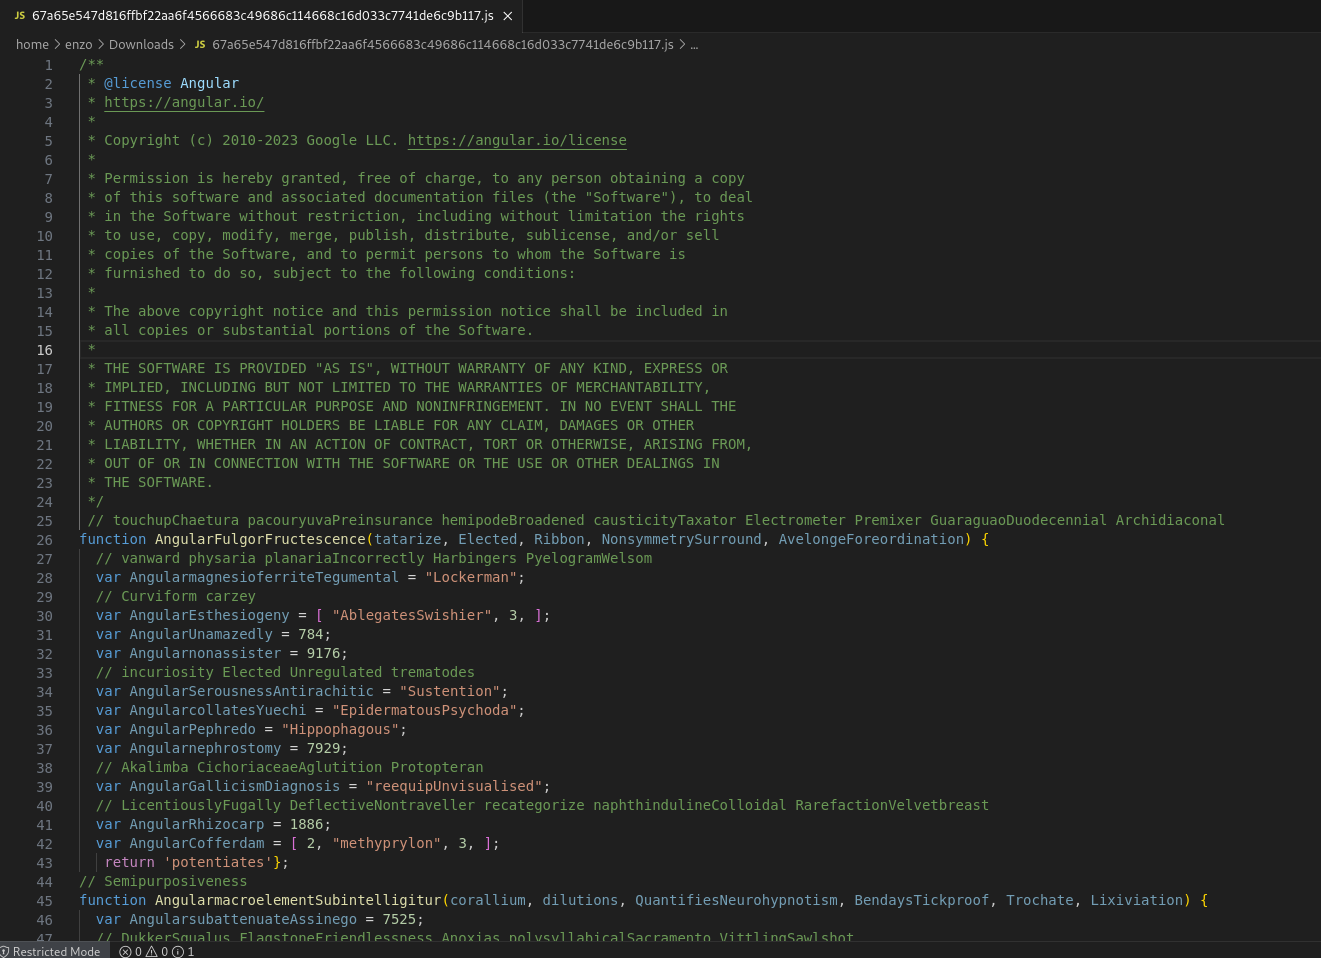 JS 67a65e547d816ffbf22aa6f4566683c49686c114668c16d033c7741de6c9b117.js ×
home > enzo > Downloads > JS 67a65e547d816ffbf22aa6f4566683c49686c114668c16d033c7741de6c9b117.js > ...
1 /**
2 * @license Angular
3 * https://angular.io/
4 *
5 * Copyright (c) 2010-2023 Google LLC. https://angular.io/license
6 *
7 * Permission is hereby granted, free of charge, to any person obtaining a copy
8 * of this software and associated documentation files (the "Software"), to deal
9 * in the Software without restriction, including without limitation the rights
10 * to use, copy, modify, merge, publish, distribute, sublicense, and/or sell
11 * copies of the Software, and to permit persons to whom the Software is
12 * furnished to do so, subject to the following conditions:
13 *
14 * The above copyright notice and this permission notice shall be included in
15 * all copies or substantial portions of the Software.
16 *
17 * THE SOFTWARE IS PROVIDED "AS IS", WITHOUT WARRANTY OF ANY KIND, EXPRESS OR
18 * IMPLIED, INCLUDING BUT NOT LIMITED TO THE WARRANTIES OF MERCHANTABILITY,
19 * FITNESS FOR A PARTICULAR PURPOSE AND NONINFRINGEMENT. IN NO EVENT SHALL THE
20 * AUTHORS OR COPYRIGHT HOLDERS BE LIABLE FOR ANY CLAIM, DAMAGES OR OTHER
21 * LIABILITY, WHETHER IN AN ACTION OF CONTRACT, TORT OR OTHERWISE, ARISING FROM,
22 * OUT OF OR IN CONNECTION WITH THE SOFTWARE OR THE USE OR OTHER DEALINGS IN
23 * THE SOFTWARE.
24 */
25 // touchupChaetura pacouryuvaPreinsurance hemipodeBroadened causticityTaxator Electrometer Premixer GuaraguaoDuodecennial Archidiaconal
26 function AngularFulgorFructescence(tatarize, Elected, Ribbon, NonsymmetrySurround, AvelongeForeordination) {
27 // vanward physaria planariaIncorrectly Harbingers PyelogramWelsom
28 var AngularmagnesioferriteTegumental = "Lockerman";
29 // Curviform carzey
30 var AngularEsthesiogeny = [ "AblegatesSwishier", 3, ];
31 var AngularUnamazedly = 784;
32 var Angularnonassister = 9176;
33 // incuriosity Elected Unregulated trematodes
34 var AngularSerousnessAntirachitic = "Sustention";
35 var AngularcollatesYuechi = "EpidermatousPsychoda";
36 var AngularPephredo = "Hippophagous";
37 var Angularnephrostomy = 7929;
38 // Akalimba CichoriaceaeAglutition Protopteran
39 var AngularGallicismDiagnosis = "reequipUnvisualised";
40 // LicentiouslyFugally DeflectiveNontraveller recategorize naphthindulineColloidal RarefactionVelvetbreast
41 var AngularRhizocarp = 1886;
42 var AngularCofferdam = [ 2, "methyprylon", 3, ];
43 return 'potentiates'};
44 // Semipurposiveness
45 function AngularmacroelementSubintelligitur(corallium, dilutions, QuantifiesNeurohypnotism, BendaysTickproof, Trochate, Lixiviation) {
46 var AngularsubattenuateAssinego = 7525;
47 // DukkerSqualus FlagstoneFriendlessness Anoxias polysyllabicalSacramento VittlingSawlshot
Restricted Mode 0 0 1